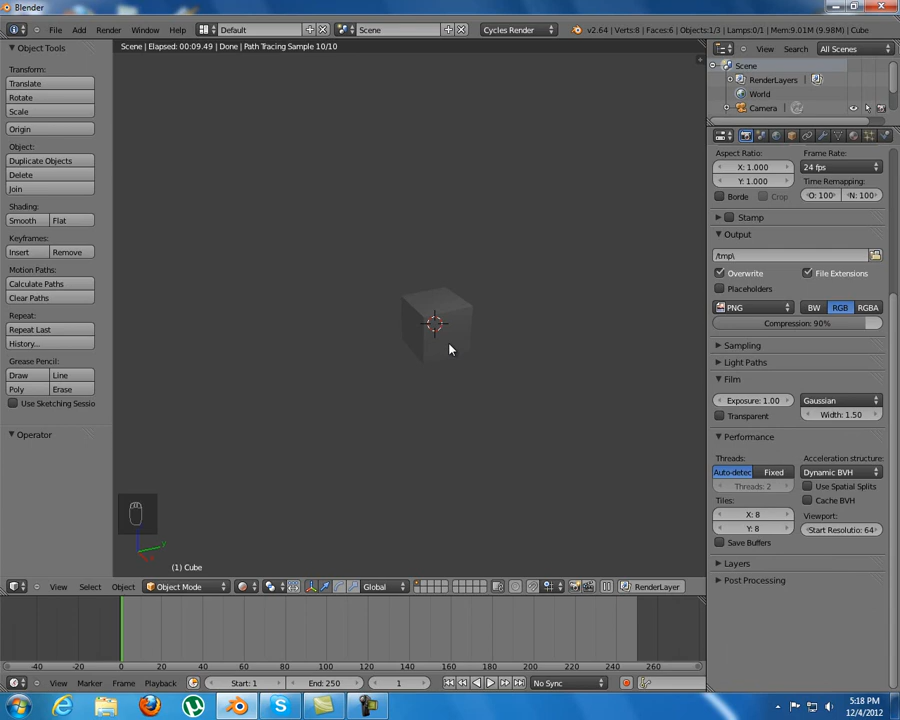 Blender
File Add Render Window Help Default Scene Cycles Render v2.64 | Verts:8 | Faces:6 | Objects:1/3 | Lamps:0/1 | Mem:9.01M (9.98M) | Cube
Object Tools
Transform:
Translate
Rotate
Scale
Origin
Object:
Duplicate Objects
Delete
Join
Shading:
Smooth Flat
Keyframes:
Insert Remove
Motion Paths:
Calculate Paths
Clear Paths
Repeat:
Repeat Last
History...
Grease Pencil:
Draw Line
Poly Erase
Use Sketching Sessio
Operator
Scene | Elapsed: 00:09.49 | Done | Path Tracing Sample 10/10
(1) Cube
View Select Object Object Mode Global RenderLayer
-40 -20 0 20 40 60 80 100 120 140 160 180 200 220 240 260
View Marker Frame Playback Start: 1 End: 250 1 No Sync
View Search All Scenes
Scene
RenderLayers
World
Camera
Aspect Ratio: Frame Rate:
X: 1.000 24 fps
Y: 1.000 Time Remapping:
Borde Crop O: 100 N: 100
Stamp
Output
/tmp\
Overwrite File Extensions
Placeholders
PNG BW RGB RGBA
Compression: 90%
Sampling
Light Paths
Film
Exposure: 1.00 Gaussian
Transparent Width: 1.50
Performance
Threads: Acceleration structure:
Auto-detec Fixed Dynamic BVH
Threads: 2 Use Spatial Splits
Tiles: Cache BVH
X: 8 Viewport:
Y: 8 Start Resolutio: 64
Save Buffers
Layers
Post Processing
z
y
x
5:18 PM
12/4/2012